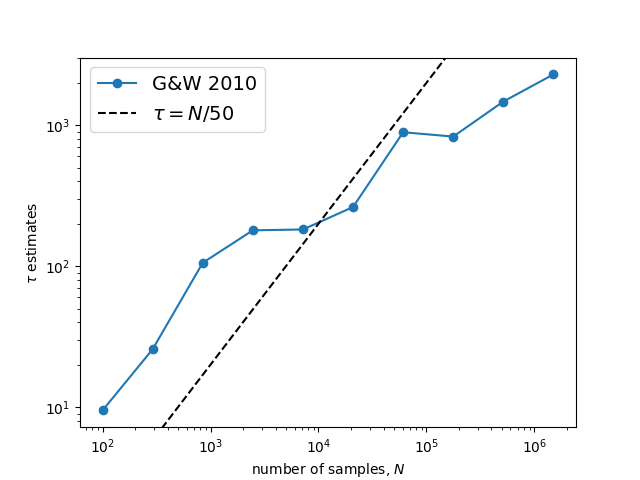 G&W 2010
τ = N/50
10³
10²
10¹
τ estimates
10² 10³ 10⁴ 10⁵ 10⁶
number of samples, N